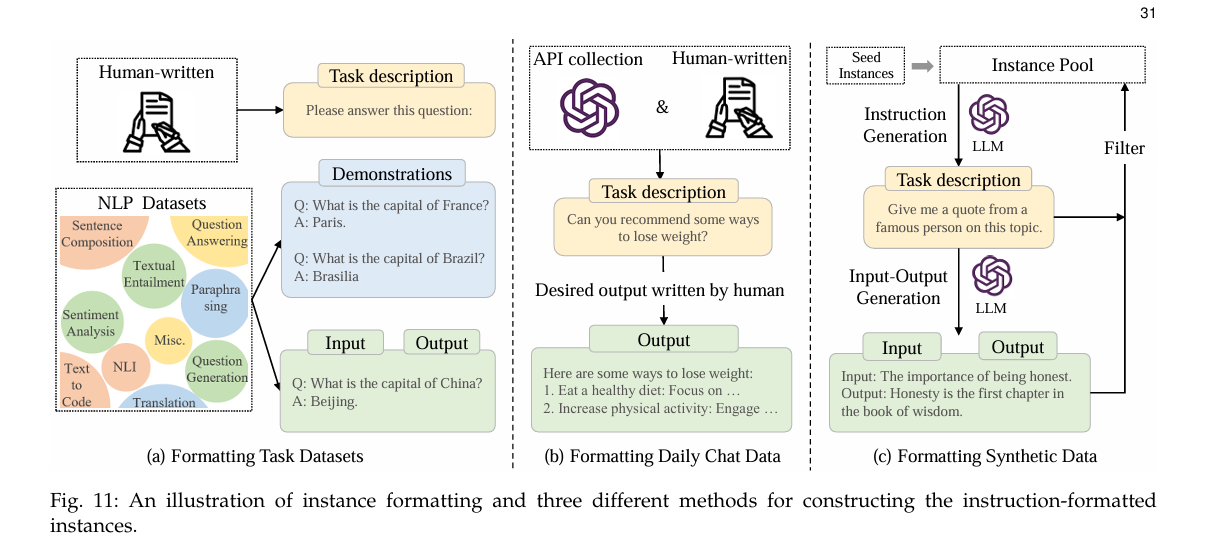 31
Human-written
Task description
Please answer this question:
NLP Datasets
Sentence
Composition
Question
Answering
Textual
Entailment
Paraphra
sing
Sentiment
Analysis
Misc.
NLI
Question
Generation
Text
to
Code
Translation
Demonstrations
Q: What is the capital of France?
A: Paris.
Q: What is the capital of Brazil?
A: Brasilia
Input
Output
Q: What is the capital of China?
A: Beijing.
(a) Formatting Task Datasets
API collection
&
Human-written
Task description
Can you recommend some ways
to lose weight?
Desired output written by human
Output
Here are some ways to lose weight:
1. Eat a healthy diet: Focus on …
2. Increase physical activity: Engage …
(b) Formatting Daily Chat Data
Seed
Instances
Instance Pool
Instruction
Generation
LLM
Filter
Task description
Give me a quote from a
famous person on this topic.
Input-Output
Generation
LLM
Input
Output
Input: The importance of being honest.
Output: Honesty is the first chapter in
the book of wisdom.
(c) Formatting Synthetic Data
Fig. 11: An illustration of instance formatting and three different methods for constructing the instruction-formatted
instances.